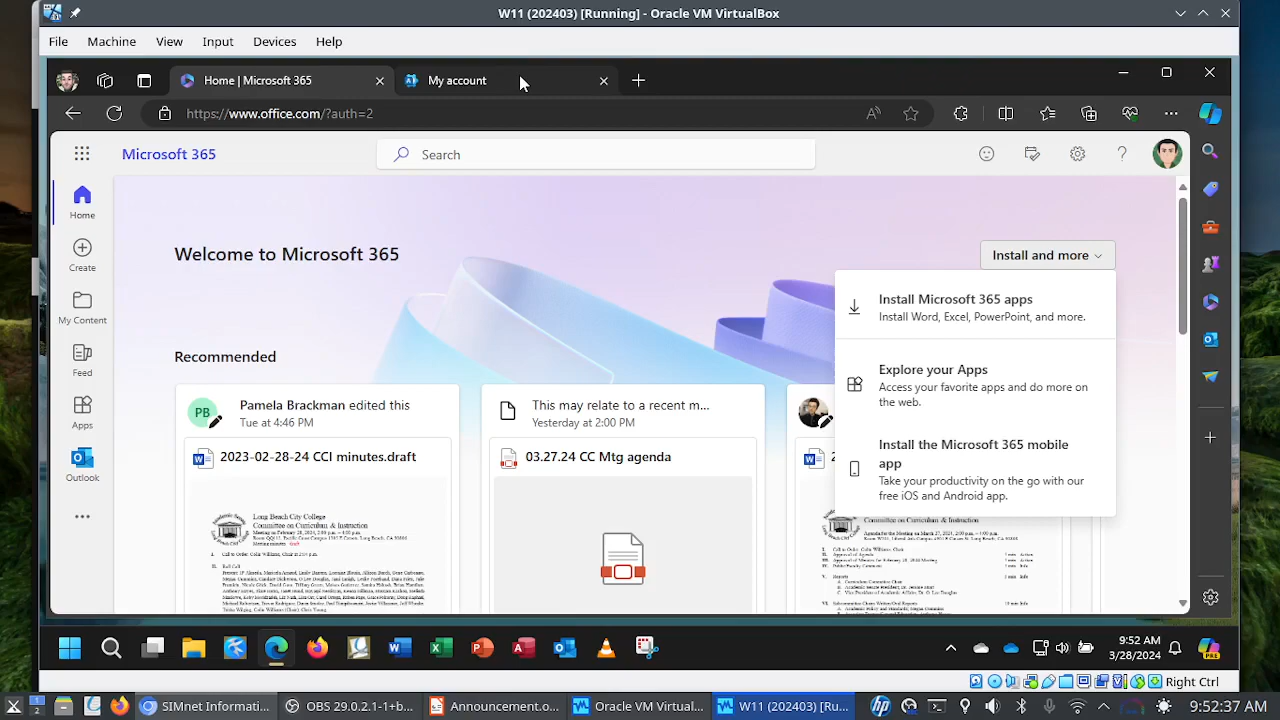 W11 (202403) [Running] - Oracle VM VirtualBox
File Machine View Input Devices Help
Home | Microsoft 365
My account
https://www.office.com/?auth=2
Microsoft 365
Search
Home
Create
My Content
Feed
Apps
Outlook
Welcome to Microsoft 365
Install and more
Install Microsoft 365 apps
Install Word, Excel, PowerPoint, and more.
Explore your Apps
Access your favorite apps and do more on
the web.
Install the Microsoft 365 mobile
app
Take your productivity on the go with our
free iOS and Android app.
Recommended
PB
Pamela Brackman edited this
Tue at 4:46 PM
2023-02-28-24 CCI minutes.draft
Long Beach City College
Committee on Curriculum & Instruction
This may relate to a recent m...
Yesterday at 2:00 PM
03.27.24 CC Mtg agenda
Committee on Curriculum & Instruction
9:52 AM
3/28/2024
PRE
Right Ctrl
SIMnet Informati...
OBS 29.0.2.1-1+b...
Announcement.o...
Oracle VM Virtual...
W11 (202403) [Ru...
9:52:37 AM